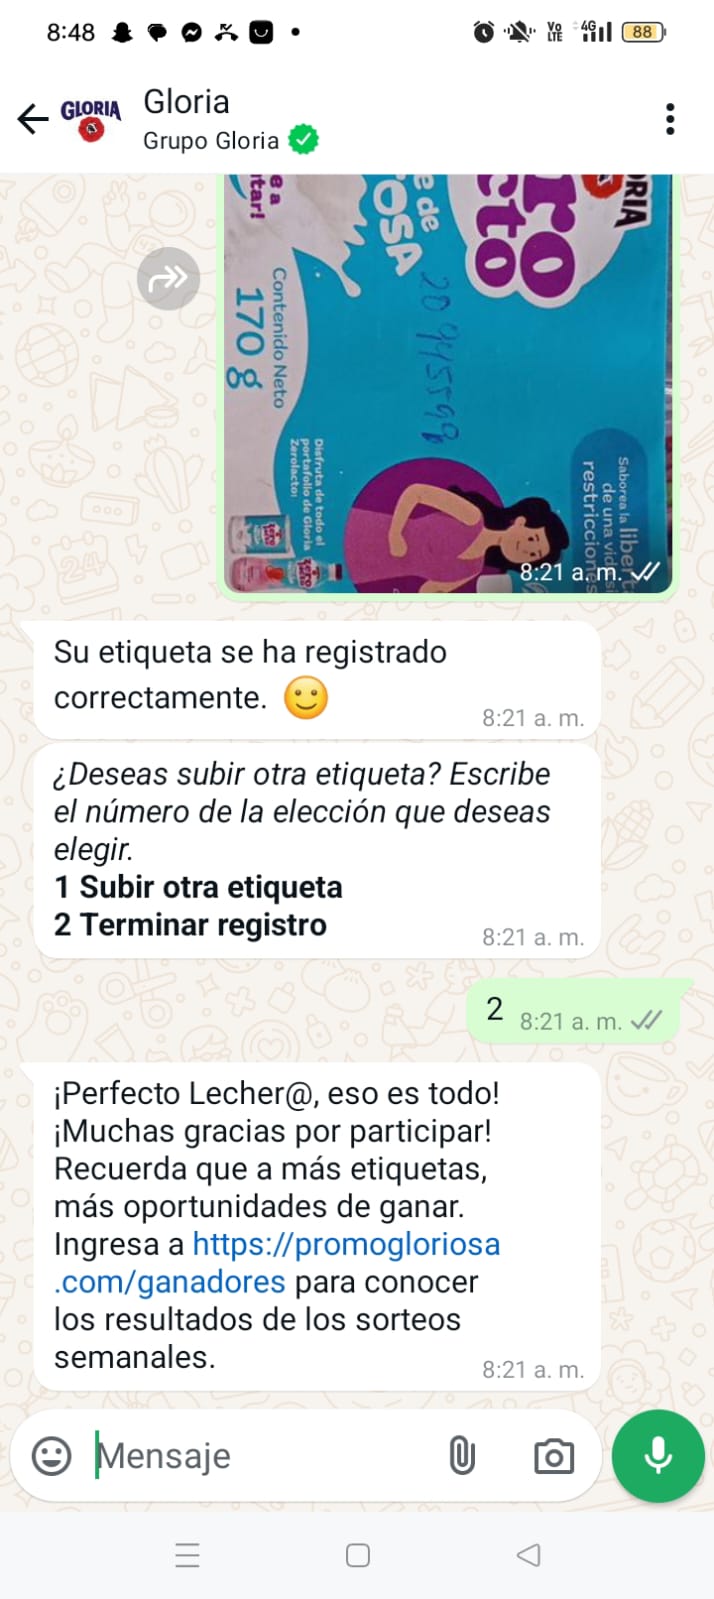 8:48
Vo LTE
4G
88
GLORIA
Gloria
Grupo Gloria
ORIA
e de
OSA
e a
tar!
Contenido Neto
170 g
Disfruta de todo el
portafolio de Gloria
Zerolacto:
Saborea la
de una
restricciones
8:21 a. m.
Su etiqueta se ha registrado
correctamente. 🙂
8:21 a. m.
¿Deseas subir otra etiqueta? Escribe
el número de la elección que deseas
elegir.
1 Subir otra etiqueta
2 Terminar registro
8:21 a. m.
2
8:21 a. m.
¡Perfecto Lecher@, eso es todo!
¡Muchas gracias por participar!
Recuerda que a más etiquetas,
más oportunidades de ganar.
Ingresa a https://promogloriosa
.com/ganadores para conocer
los resultados de los sorteos
semanales.
8:21 a. m.
Mensaje